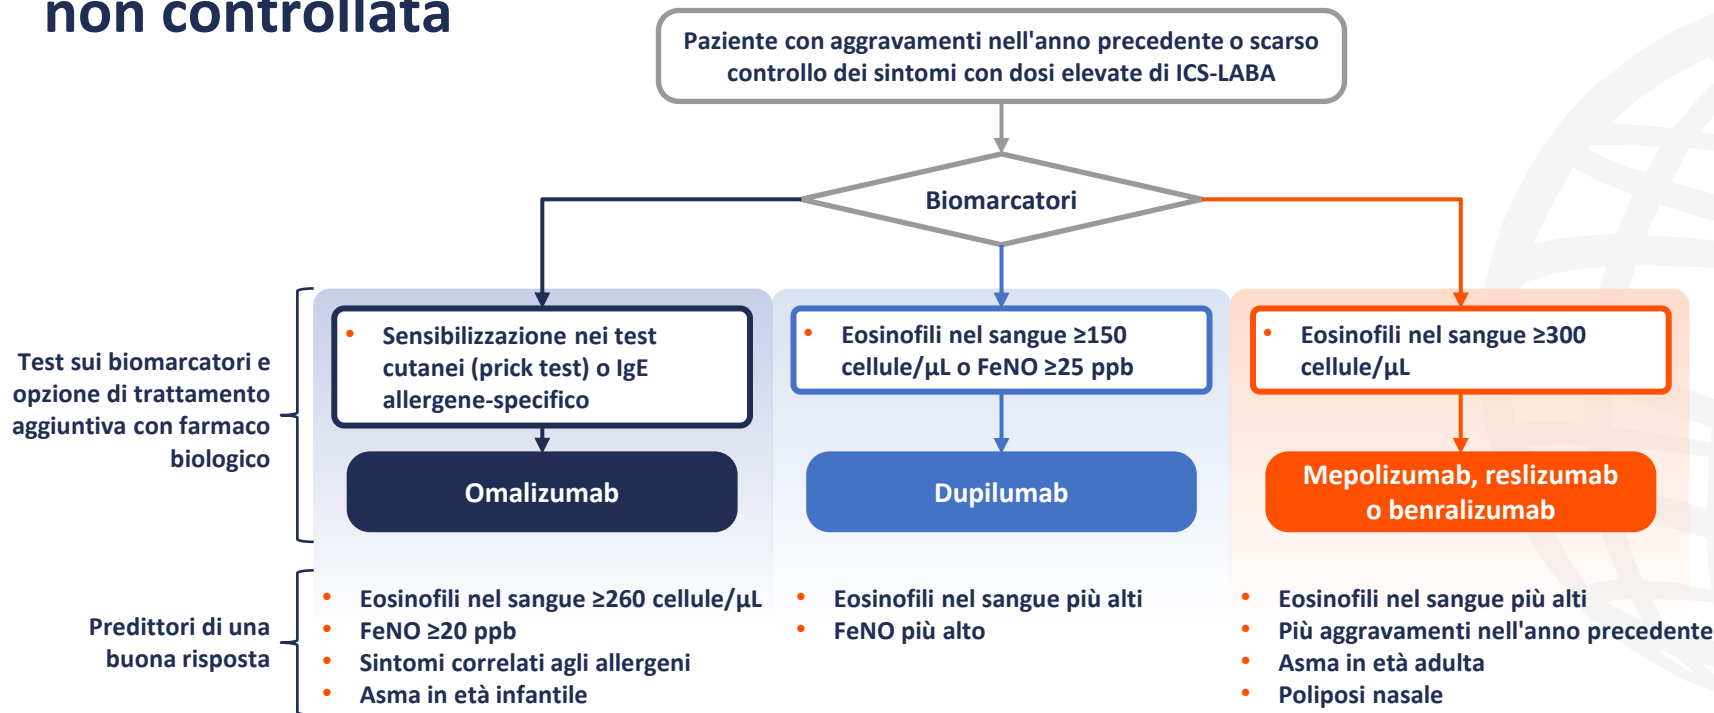 non controllata
Paziente con aggravamenti nell'anno precedente o scarso
controllo dei sintomi con dosi elevate di ICS-LABA
Biomarcatori
Test sui biomarcatori e
opzione di trattamento
aggiuntiva con farmaco
biologico
• Sensibilizzazione nei test
cutanei (prick test) o IgE
allergene-specifico
• Eosinofili nel sangue ≥150
cellule/µL o FeNO ≥25 ppb
• Eosinofili nel sangue ≥300
cellule/µL
Omalizumab
Dupilumab
Mepolizumab, reslizumab
o benralizumab
Predittori di una
buona risposta
• Eosinofili nel sangue ≥260 cellule/µL
• FeNO ≥20 ppb
• Sintomi correlati agli allergeni
• Asma in età infantile
• Eosinofili nel sangue più alti
• FeNO più alto
• Eosinofili nel sangue più alti
• Più aggravamenti nell'anno precedente
• Asma in età adulta
• Poliposi nasale